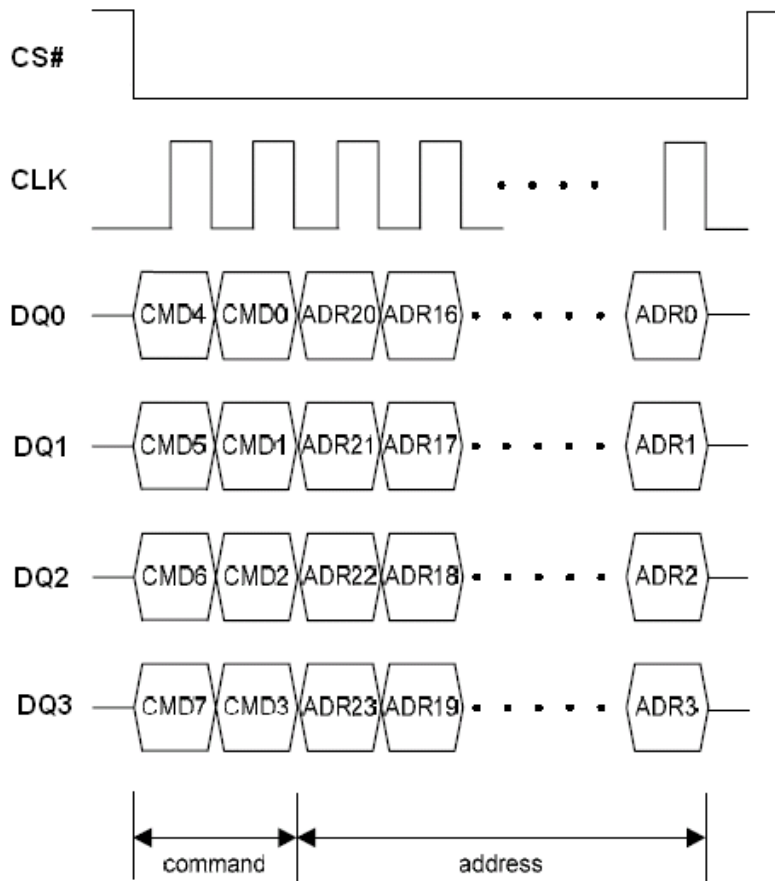 CS#
CLK
DQ0 CMD4 CMD0 ADR20 ADR16 ADR0
DQ1 CMD5 CMD1 ADR21 ADR17 ADR1
DQ2 CMD6 CMD2 ADR22 ADR18 ADR2
DQ3 CMD7 CMD3 ADR23 ADR19 ADR3
command address